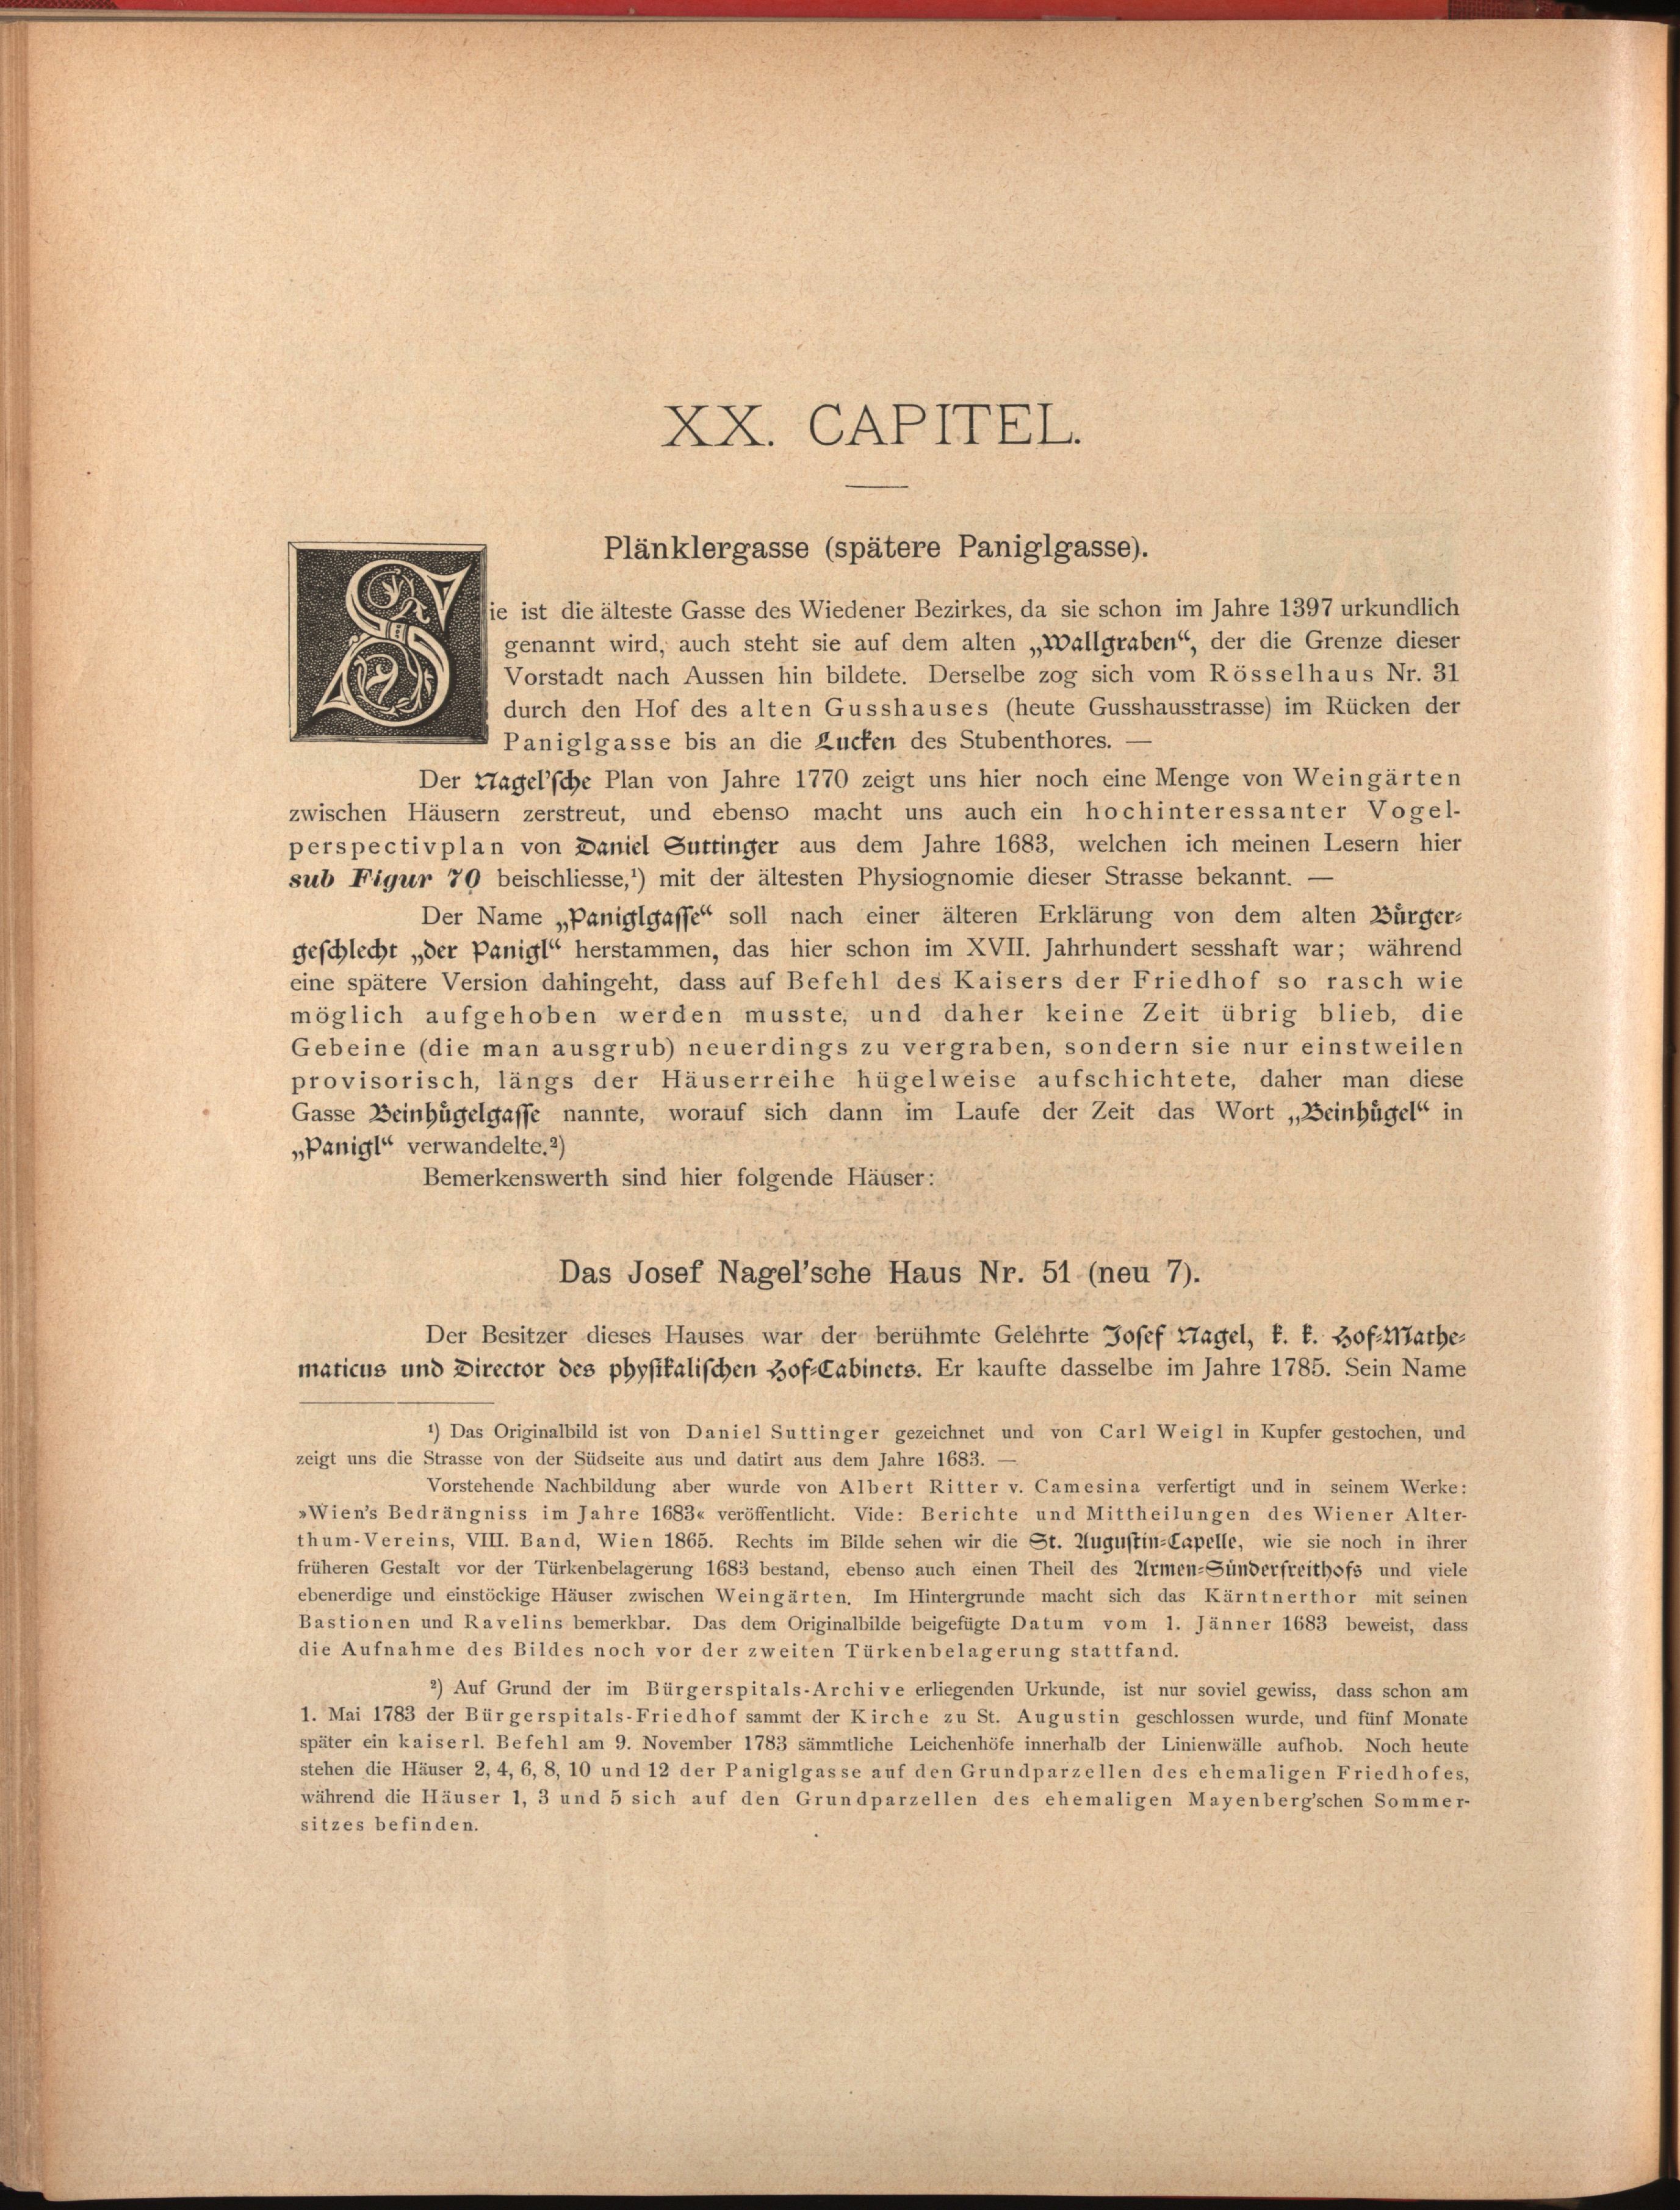 XX. CAPITEL.
Plänklergasse (spätere Paniglgasse).
Sie ist die älteste Gasse des Wiedener Bezirkes, da sie schon im Jahre 1397 urkundlich
genannt wird, auch steht sie auf dem alten „Wallgraben“, der die Grenze dieser
Vorstadt nach Aussen hin bildete. Derselbe zog sich vom Rösselhaus Nr. 31
durch den Hof des alten Gusshauses (heute Gusshausstrasse) im Rücken der
Paniglgasse bis an die Lucken des Stubenthores. —
Der Nagel'sche Plan von Jahre 1770 zeigt uns hier noch eine Menge von Weingärten
zwischen Häusern zerstreut, und ebenso macht uns auch ein hochinteressanter Vogel-
perspectivplan von Daniel Suttinger aus dem Jahre 1683, welchen ich meinen Lesern hier
sub Figur 70 beischliesse,¹) mit der ältesten Physiognomie dieser Strasse bekannt. —
Der Name „Paniglgasse“ soll nach einer älteren Erklärung von dem alten Bürger-
geschlecht „der Panigl“ herstammen, das hier schon im XVII. Jahrhundert sesshaft war; während
eine spätere Version dahingeht, dass auf Befehl des Kaisers der Friedhof so rasch wie
möglich aufgehoben werden musste, und daher keine Zeit übrig blieb, die
Gebeine (die man ausgrub) neuerdings zu vergraben, sondern sie nur einstweilen
provisorisch, längs der Häuserreihe hügelweise aufschichtete, daher man diese
Gasse Beinhügelgasse nannte, worauf sich dann im Laufe der Zeit das Wort „Beinhügel“ in
„Panigl“ verwandelte.²)
Bemerkenswerth sind hier folgende Häuser:
Das Josef Nagel'sche Haus Nr. 51 (neu 7).
Der Besitzer dieses Hauses war der berühmte Gelehrte Josef Nagel, k. k. Hof-Mathe-
maticus und Director des physikalischen Hof-Cabinets. Er kaufte dasselbe im Jahre 1785. Sein Name
¹) Das Originalbild ist von Daniel Suttinger gezeichnet und von Carl Weigl in Kupfer gestochen, und
zeigt uns die Strasse von der Südseite aus und datirt aus dem Jahre 1683. —
Vorstehende Nachbildung aber wurde von Albert Ritter v. Camesina verfertigt und in seinem Werke:
»Wien's Bedrängniss im Jahre 1683« veröffentlicht. Vide: Berichte und Mittheilungen des Wiener Alter-
thum-Vereins, VIII. Band, Wien 1865. Rechts im Bilde sehen wir die St. Augustin-Capelle, wie sie noch in ihrer
früheren Gestalt vor der Türkenbelagerung 1683 bestand, ebenso auch einen Theil des Armen-Sünderfreithofs und viele
ebenerdige und einstöckige Häuser zwischen Weingärten. Im Hintergrunde macht sich das Kärntnerthor mit seinen
Bastionen und Ravelins bemerkbar. Das dem Originalbilde beigefügte Datum vom 1. Jänner 1683 beweist, dass
die Aufnahme des Bildes noch vor der zweiten Türkenbelagerung stattfand.
²) Auf Grund der im Bürgerspitals-Archive erliegenden Urkunde, ist nur soviel gewiss, dass schon am
1. Mai 1783 der Bürgerspitals-Friedhof sammt der Kirche zu St. Augustin geschlossen wurde, und fünf Monate
später ein kaiserl. Befehl am 9. November 1783 sämmtliche Leichenhöfe innerhalb der Linienwälle aufhob. Noch heute
stehen die Häuser 2, 4, 6, 8, 10 und 12 der Paniglgasse auf den Grundparzellen des ehemaligen Friedhofes,
während die Häuser 1, 3 und 5 sich auf den Grundparzellen des ehemaligen Mayenberg'schen Sommer-
sitzes befinden.